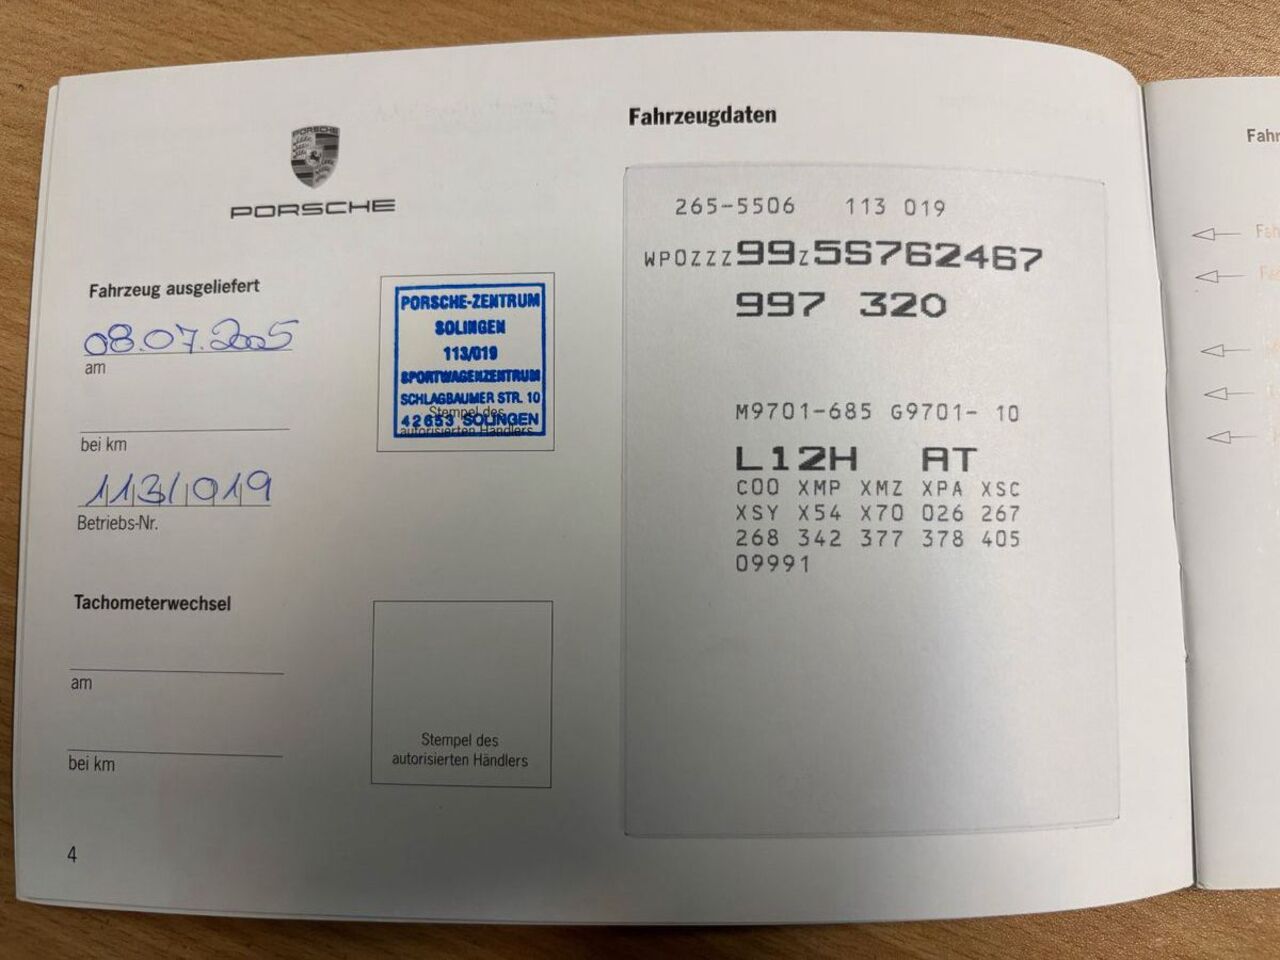 PORSCHE
PORSCHE
Fahrzeug ausgeliefert
08.07.2005
am
bei km
113/019
Betriebs-Nr.
PORSCHE-ZENTRUM
SOLINGEN
113/019
SPORTWAGENZENTRUM
SCHLAGBAUMER STR. 10
42653 SOLINGEN
Stempel des
autorisierten Händlers
Tachometerwechsel
am
bei km
Stempel des
autorisierten Händlers
4
Fahrzeugdaten
265-5506 113 019
WP0ZZZ99Z5S762467
997 320
M9701-685 G9701- 10
L12H AT
C00 XMP XMZ XPA XSC
XSY X54 X70 026 267
268 342 377 378 405
09991
Fahr